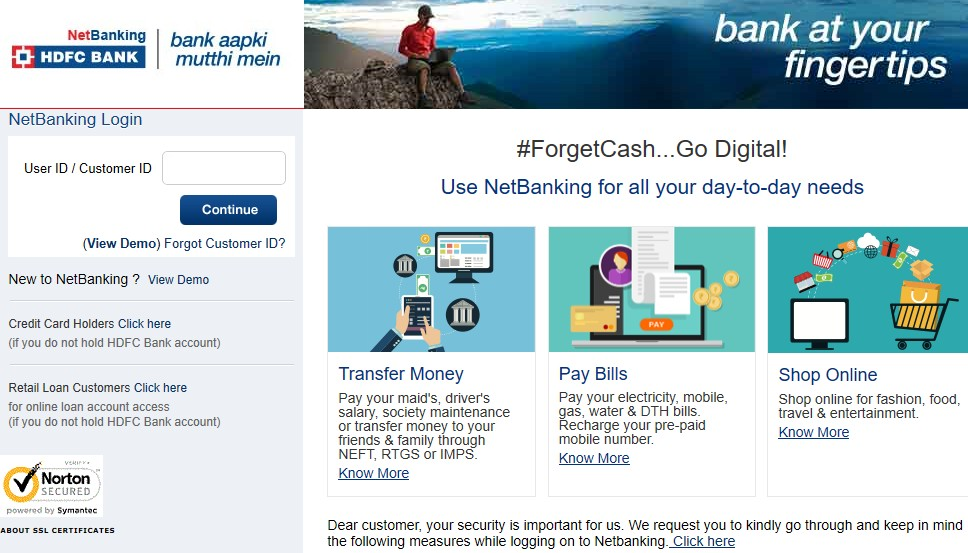 NetBanking
HDFC BANK
bank aapki
mutthi mein
bank at your
fingertips
NetBanking Login
User ID / Customer ID
Continue
(View Demo) Forgot Customer ID?
New to NetBanking ? View Demo
Credit Card Holders Click here
(if you do not hold HDFC Bank account)
Retail Loan Customers Click here
for online loan account access
(if you do not hold HDFC Bank account)
Norton
SECURED
powered by Symantec
ABOUT SSL CERTIFICATES
#ForgetCash...Go Digital!
Use NetBanking for all your day-to-day needs
Transfer Money
Pay your maid's, driver's
salary, society maintenance
or transfer money to your
friends & family through
NEFT, RTGS or IMPS.
Know More
PAY
Pay Bills
Pay your electricity, mobile,
gas, water & DTH bills.
Recharge your pre-paid
mobile number.
Know More
Shop Online
Shop online for fashion, food,
travel & entertainment.
Know More
Dear customer, your security is important for us. We request you to kindly go through and keep in mind
the following measures while logging on to Netbanking. Click here